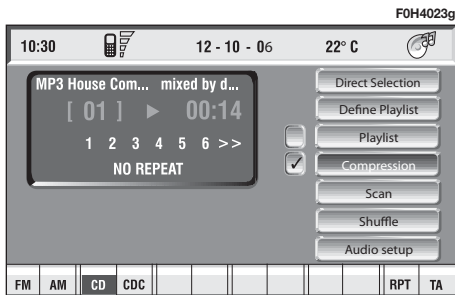 F0H4023g
10:30 12 - 10 - 06 22° C
MP3 House Com... mixed by d...
[ 01 ] 00:14
1 2 3 4 5 6 >>
NO REPEAT
Direct Selection
Define Playlist
Playlist
Compression
Scan
Shuffle
Audio setup
FM AM CD CDC RPT TA